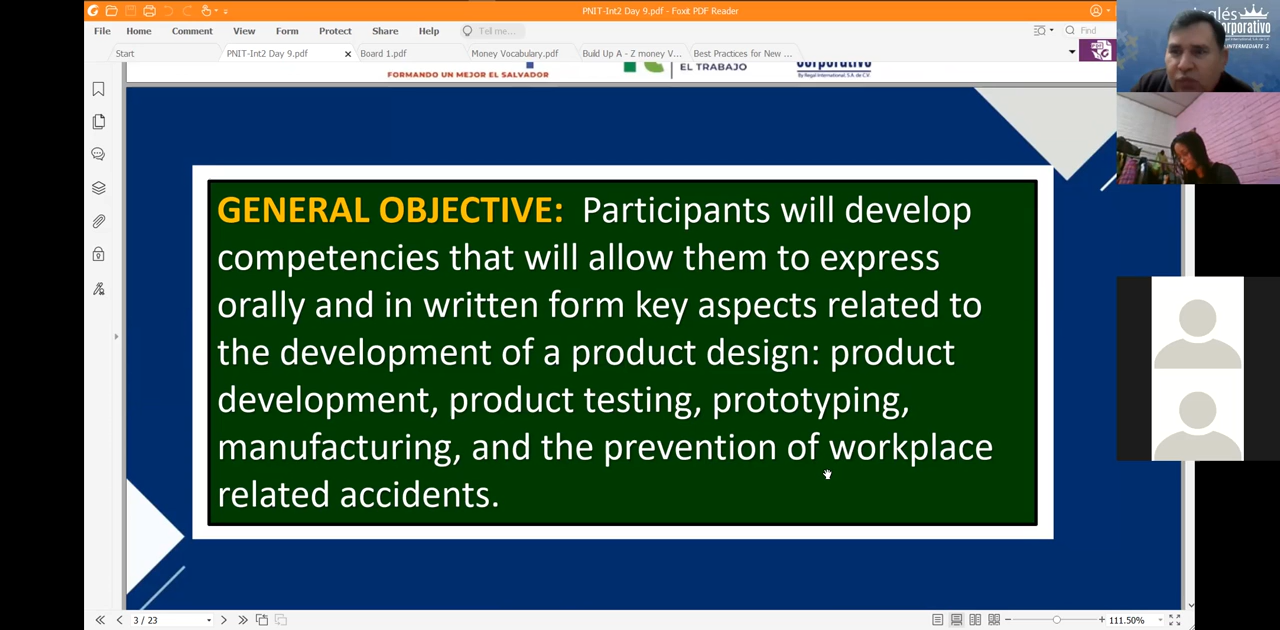 PNIT-Int2 Day 9.pdf - Foxit PDF Reader
File Home Comment View Form Protect Share Help Tell me... Find
Start PNIT-Int2 Day 9.pdf Board 1.pdf Money Vocabulary.pdf Build Up A - Z money V... Best Practices for New ...
inglés
corporativo
INTERMEDIATE 2
FORMANDO UN MEJOR EL SALVADOR
EL TRABAJO
corporativo
By Regal International, S.A. de C.V.
GENERAL OBJECTIVE: Participants will develop
competencies that will allow them to express
orally and in written form key aspects related to
the development of a product design: product
development, product testing, prototyping,
manufacturing, and the prevention of workplace
related accidents.
3 / 23
111.50%